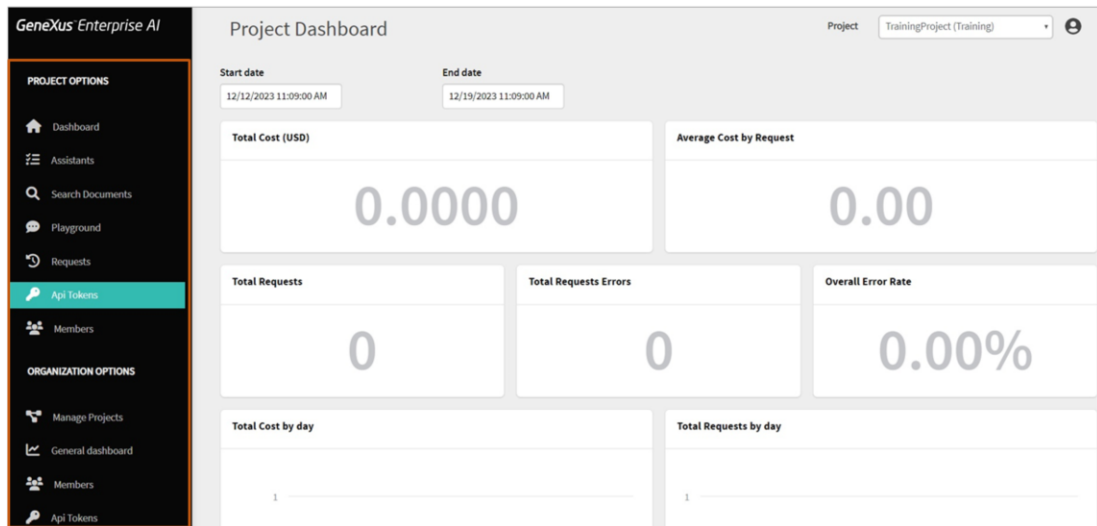 GeneXus Enterprise AI
Project Dashboard
Project
TrainingProject (Training)
PROJECT OPTIONS
Dashboard
Assistants
Search Documents
Playground
Requests
Api Tokens
Members
ORGANIZATION OPTIONS
Manage Projects
General dashboard
Members
Api Tokens
Start date
End date
12/12/2023 11:09:00 AM
12/19/2023 11:09:00 AM
Total Cost (USD)
Average Cost by Request
0.0000
0.00
Total Requests
Total Requests Errors
Overall Error Rate
0
0
0.00%
Total Cost by day
Total Requests by day
1
1